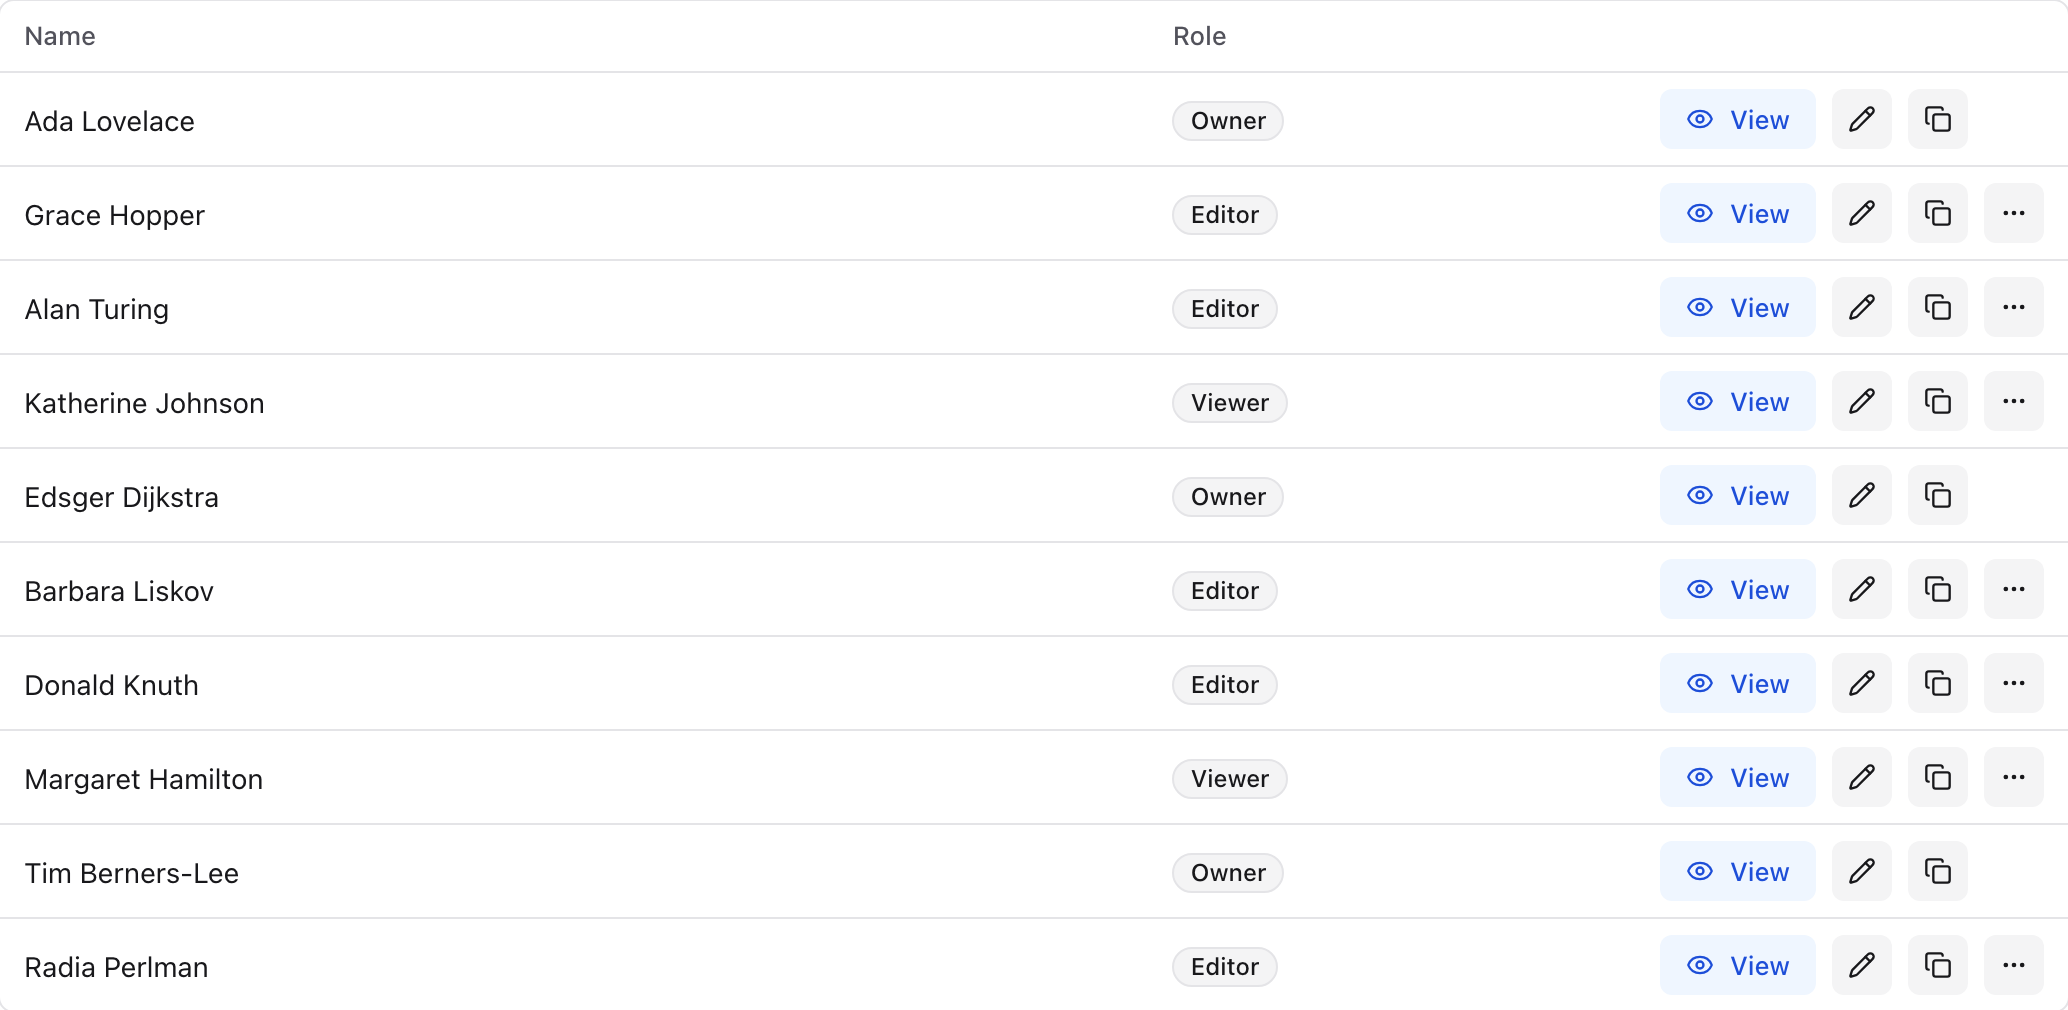 Name Role
Ada Lovelace Owner View
Grace Hopper Editor View
Alan Turing Editor View
Katherine Johnson Viewer View
Edsger Dijkstra Owner View
Barbara Liskov Editor View
Donald Knuth Editor View
Margaret Hamilton Viewer View
Tim Berners-Lee Owner View
Radia Perlman Editor View